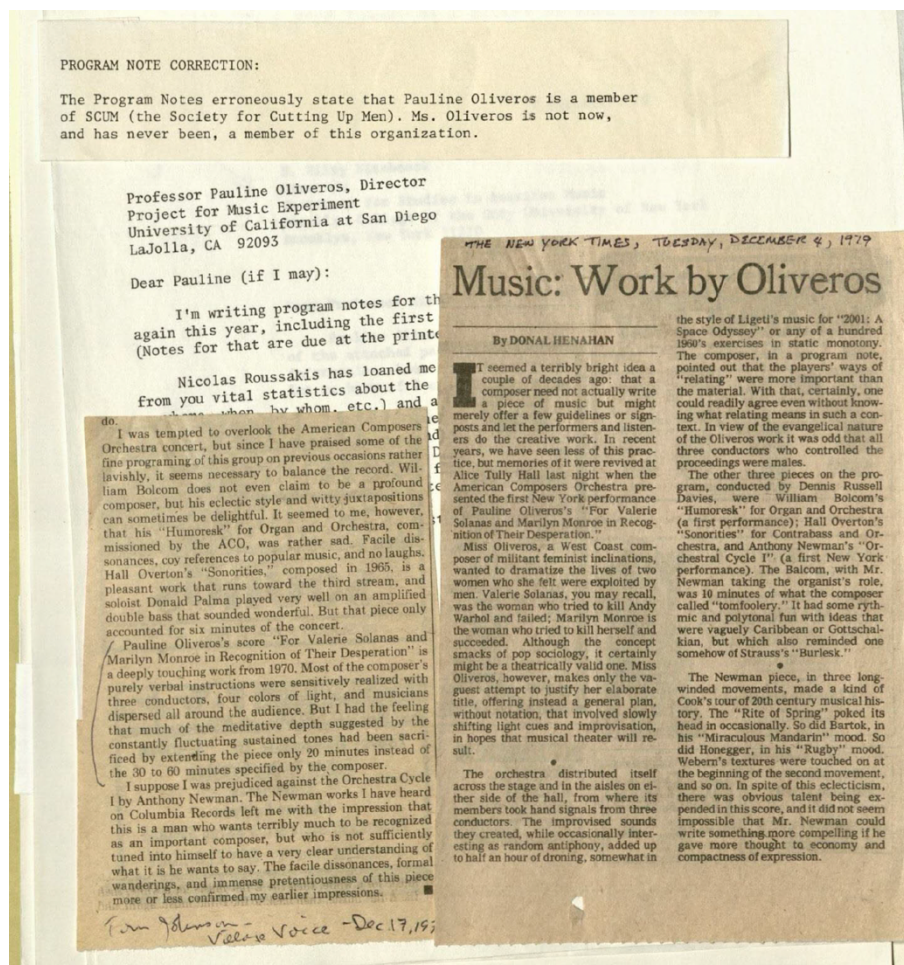 PROGRAM NOTE CORRECTION:
The Program Notes erroneously state that Pauline Oliveros is a member
of SCUM (the Society for Cutting Up Men). Ms. Oliveros is not now,
and has never been, a member of this organization.
Professor Pauline Oliveros, Director
Project for Music Experiment
University of California at San Diego
LaJolla, CA 92093
Dear Pauline (if I may):
I'm writing program notes for th
again this year, including the first
(Notes for that are due at the printe
Nicolas Roussakis has loaned me
from you vital statistics about the
when, by whom, etc.) and a
do.
I was tempted to overlook the American Composers
Orchestra concert, but since I have praised some of the
fine programing of this group on previous occasions rather
lavishly, it seems necessary to balance the record. Wil-
liam Bolcom does not even claim to be a profound
composer, but his eclectic style and witty juxtapositions
can sometimes be delightful. It seemed to me, however,
that his "Humoresk" for Organ and Orchestra, com-
missioned by the ACO, was rather sad. Facile dis-
sonances, coy references to popular music, and no laughs.
Hall Overton's "Sonorities," composed in 1965, is a
pleasant work that runs toward the third stream, and
soloist Donald Palma played very well on an amplified
double bass that sounded wonderful. But that piece only
accounted for six minutes of the concert.
Pauline Oliveros's score "For Valerie Solanas and
Marilyn Monroe in Recognition of Their Desperation" is
a deeply touching work from 1970. Most of the composer's
purely verbal instructions were sensitively realized with
three conductors, four colors of light, and musicians
dispersed all around the audience. But I had the feeling
that much of the meditative depth suggested by the
constantly fluctuating sustained tones had been sacri-
ficed by extending the piece only 20 minutes instead of
the 30 to 60 minutes specified by the composer.
I suppose I was prejudiced against the Orchestra Cycle
I by Anthony Newman. The Newman works I have heard
on Columbia Records left me with the impression that
this is a man who wants terribly much to be recognized
as an important composer, but who is not sufficiently
tuned into himself to have a very clear understanding of
what it is he wants to say. The facile dissonances, formal
wanderings, and immense pretentiousness of this piece
more or less confirmed my earlier impressions.
Tom Johnson -
Village Voice - Dec. 17, 197
THE NEW YORK TIMES, TUESDAY, DECEMBER 4, 1979
Music: Work by Oliveros
By DONAL HENAHAN
IT seemed a terribly bright idea a
couple of decades ago: that a
composer need not actually write
a piece of music but might
merely offer a few guidelines or sign-
posts and let the performers and listen-
ers do the creative work. In recent
years, we have seen less of this prac-
tice, but memories of it were revived at
Alice Tully Hall last night when the
American Composers Orchestra pre-
sented the first New York performance
of Pauline Oliveros's "For Valerie
Solanas and Marilyn Monroe in Recog-
nition of Their Desperation."
Miss Oliveros, a West Coast com-
poser of militant feminist inclinations,
wanted to dramatize the lives of two
women who she felt were exploited by
men. Valerie Solanas, you may recall,
was the woman who tried to kill Andy
Warhol and failed; Marilyn Monroe is
the woman who tried to kill herself and
succeeded. Although the concept
smacks of pop sociology, it certainly
might be a theatrically valid one. Miss
Oliveros, however, makes only the va-
guest attempt to justify her elaborate
title, offering instead a general plan,
without notation, that involved slowly
shifting light cues and improvisation,
in hopes that musical theater will re-
sult.
The orchestra distributed itself
across the stage and in the aisles on ei-
ther side of the hall, from where its
members took hand signals from three
conductors. The improvised sounds
they created, while occasionally inter-
esting as random antiphony, added up
to half an hour of droning, somewhat in
the style of Ligeti's music for "2001: A
Space Odyssey" or any of a hundred
1960's exercises in static monotony.
The composer, in a program note,
pointed out that the players' ways of
"relating" were more important than
the material. With that, certainly, one
could readily agree even without know-
ing what relating means in such a con-
text. In view of the evangelical nature
of the Oliveros work it was odd that all
three conductors who controlled the
proceedings were males.
The other three pieces on the pro-
gram, conducted by Dennis Russell
Davies, were William Bolcom's
"Humoresk" for Organ and Orchestra
(a first performance); Hall Overton's
"Sonorities" for Contrabass and Or-
chestra, and Anthony Newman's "Or-
chestral Cycle I" (a first New York
performance). The Balcom, with Mr.
Newman taking the organist's role,
was 10 minutes of what the composer
called "tomfoolery." It had some ryth-
mic and polytonal fun with ideas that
were vaguely Caribbean or Gottschal-
kian, but which also reminded one
somehow of Strauss's "Burlesk."
The Newman piece, in three long-
winded movements, made a kind of
Cook's tour of 20th century musical his-
tory. The "Rite of Spring" poked its
head in occasionally. So did Bartok, in
his "Miraculous Mandarin" mood. So
did Honegger, in his "Rugby" mood.
Webern's textures were touched on at
the beginning of the second movement,
and so on. In spite of this eclecticism,
there was obvious talent being ex-
pended in this score, and it did not seem
impossible that Mr. Newman could
write something more compelling if he
gave more thought to economy and
compactness of expression.